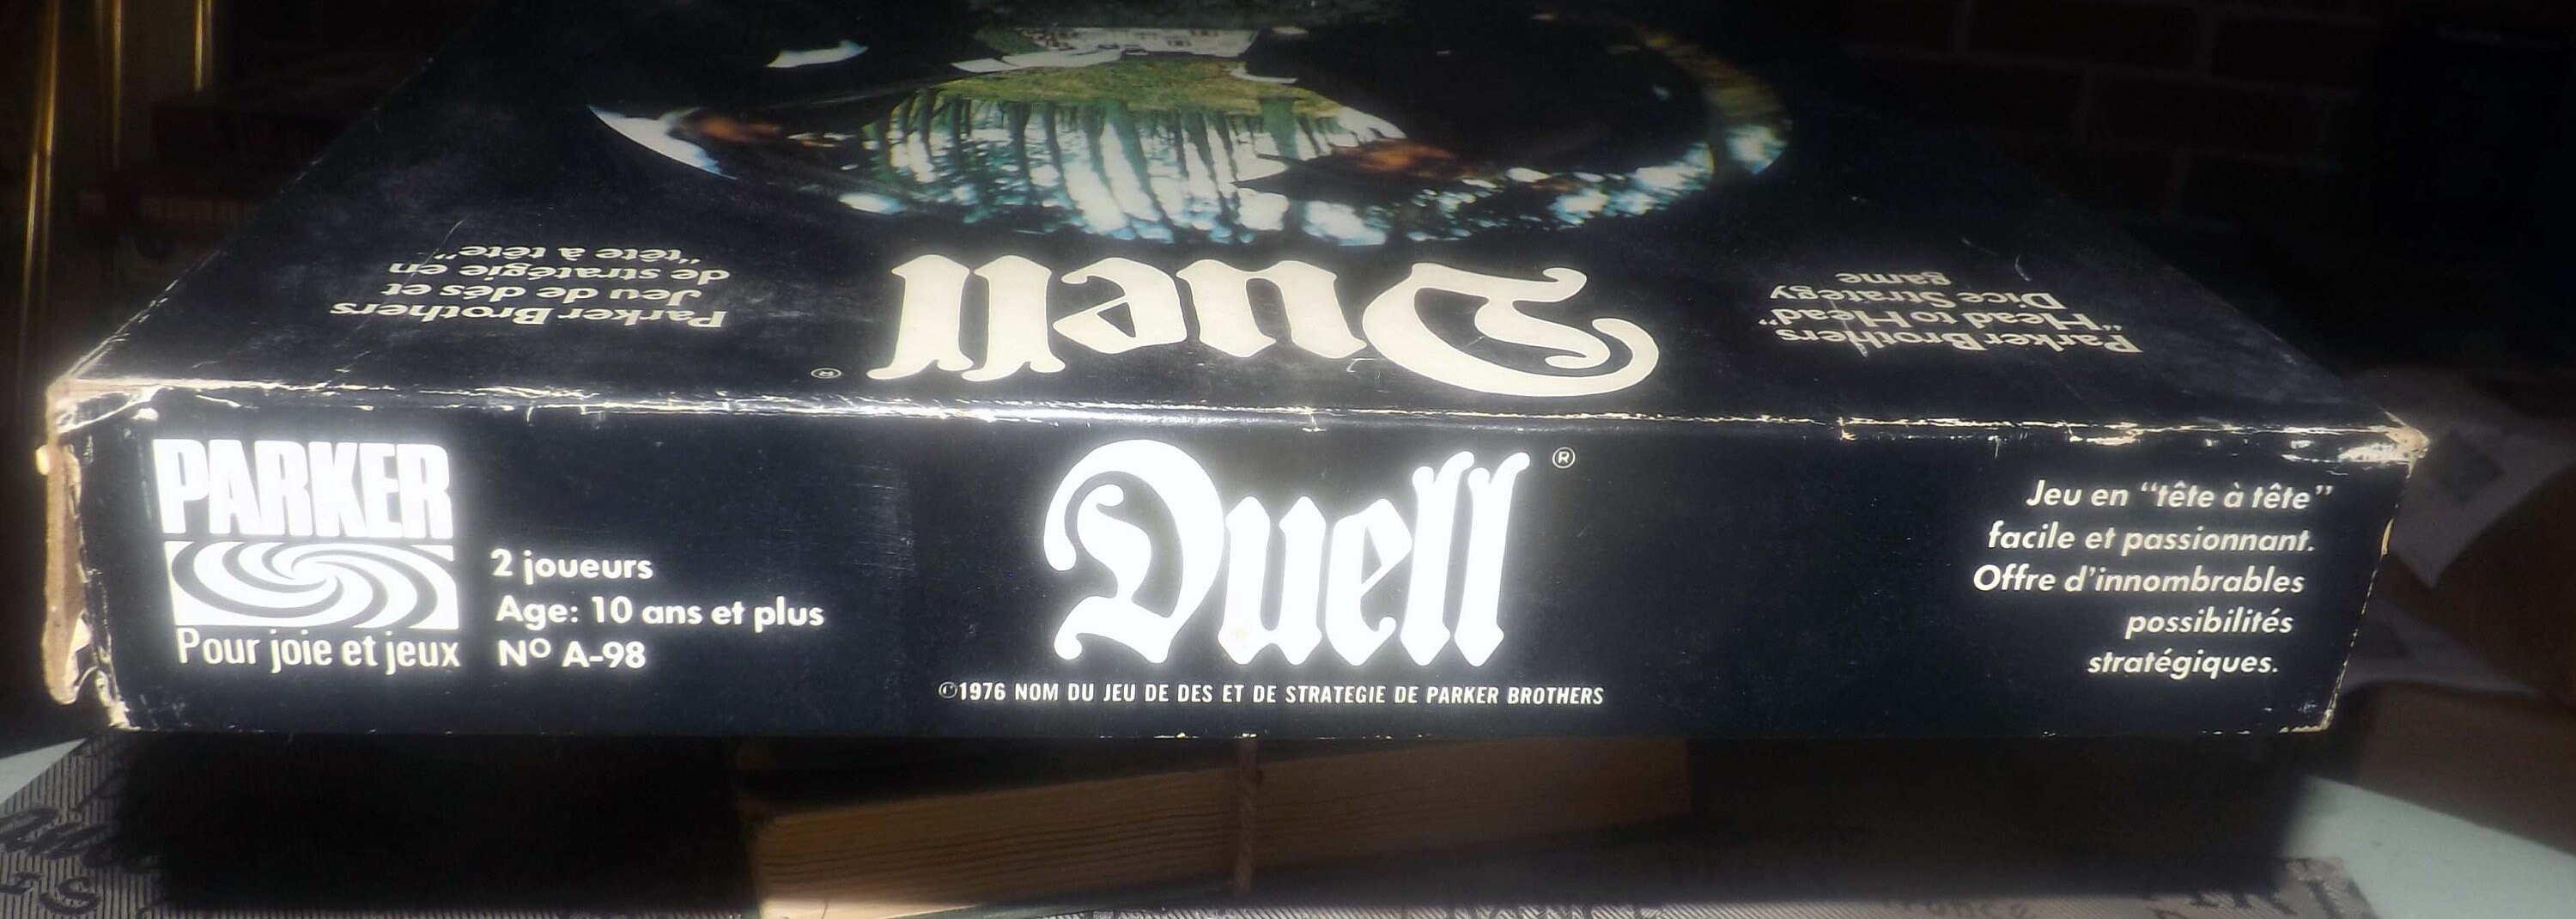 Parker Brothers
"Head to Head"
Dice Strategy
game
Duell®
Parker Brothers
Jeu de dés et
de stratégie en
"tête à tête"
PARKER
Pour joie et jeux
2 joueurs
Age: 10 ans et plus
Nº A-98
Duell®
©1976 NOM DU JEU DE DES ET DE STRATEGIE DE PARKER BROTHERS
Jeu en "tête à tête"
facile et passionnant.
Offre d'innombrables
possibilités
stratégiques.